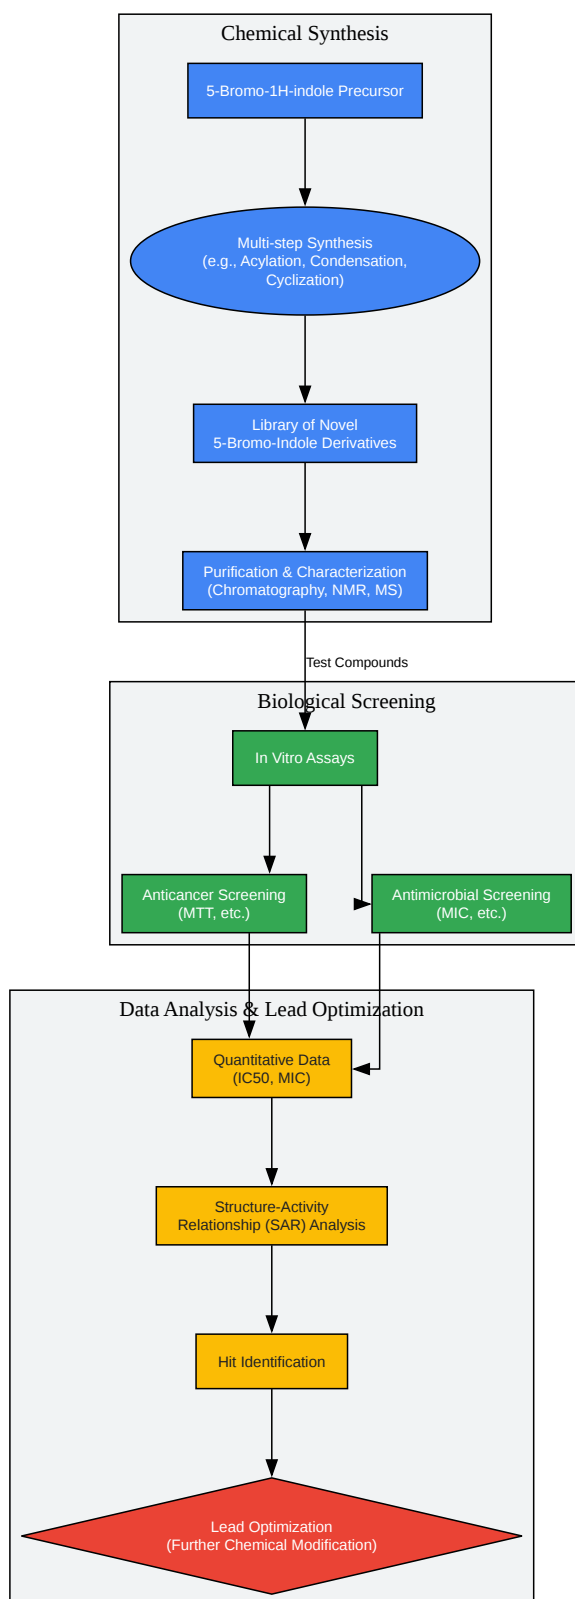 Chemical Synthesis
5-Bromo-1H-indole Precursor
Multi-step Synthesis
(e.g., Acylation, Condensation,
Cyclization)
Library of Novel
5-Bromo-Indole Derivatives
Purification & Characterization
(Chromatography, NMR, MS)
Test Compounds
Biological Screening
In Vitro Assays
Anticancer Screening
(MTT, etc.)
Antimicrobial Screening
(MIC, etc.)
Data Analysis & Lead Optimization
Quantitative Data
(IC50, MIC)
Structure-Activity
Relationship (SAR) Analysis
Hit Identification
Lead Optimization
(Further Chemical Modification)